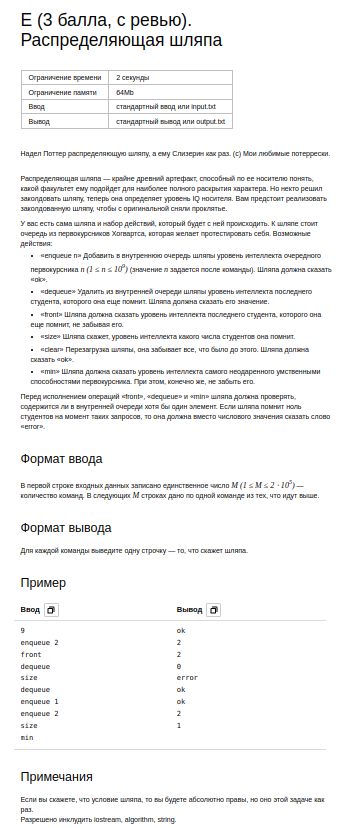 E (3 балла, с ревью).
Распределяющая шляпа
Ограничение времени 2 секунды
Ограничение памяти 64Mb
Ввод стандартный ввод или input.txt
Вывод стандартный вывод или output.txt
Надел Поттер распределяющую шляпу, а ему Слизерин как раз. (c) Мои любимые потеррески.
Распределяющая шляпа — крайне древний артефакт, способный по ее носителю понять,
какой факультет ему подойдет для наиболее полного раскрытия характера. Но некто решил
заколдовать шляпу, теперь она определяет уровень IQ носителя. Вам предстоит реализовать
заколдованную шляпу, чтобы с оригинальной сняли проклятье.
У вас есть сама шляпа и набор действий, который будет с ней происходить. К шляпе стоит
очередь из первокурсников Хогвартса, которая желает протестировать себя. Возможные
действия:
• «enqueue n» Добавить в внутреннюю очередь шляпы уровень интеллекта очередного
первокурсника n (1 ≤ n ≤ 10⁹) (значение n задается после команды). Шляпа должна сказать
«ok».
• «dequeue» Удалить из внутренней очереди шляпы уровень интеллекта последнего
студента, которого она еще помнит. Шляпа должна сказать его значение.
• «front» Шляпа должна сказать уровень интеллекта последнего студента, которого она
еще помнит, не забывая его.
• «size» Шляпа скажет, уровень интеллекта какого числа студентов она помнит.
• «clear» Перезагрузка шляпы, она забывает все, что было до этого. Шляпа должна
сказать «ok».
• «min» Шляпа должна сказать уровень интеллекта самого неодаренного умственными
способностями первокурсника. При этом, конечно же, не забыть его.
Перед исполнением операций «front», «dequeue» и «min» шляпа должна проверять,
содержится ли в внутренней очереди хотя бы один элемент. Если шляпа помнит ноль
студентов на момент таких запросов, то она должна вместо числового значения сказать слово
«error».
Формат ввода
В первой строке входных данных записано единственное число M (1 ≤ M ≤ 2 · 10⁵) —
количество команд. В следующих M строках дано по одной команде из тех, что идут выше.
Формат вывода
Для каждой команды выведите одну строчку — то, что скажет шляпа.
Пример
Ввод Вывод
9 ok
enqueue 2 2
front 2
dequeue 0
size error
dequeue ok
enqueue 1 ok
enqueue 2 2
size 1
min
Примечания
Если вы скажете, что условие шляпа, то вы будете абсолютно правы, но оно этой задаче как
раз.
Разрешено инклудить iostream, algorithm, string.